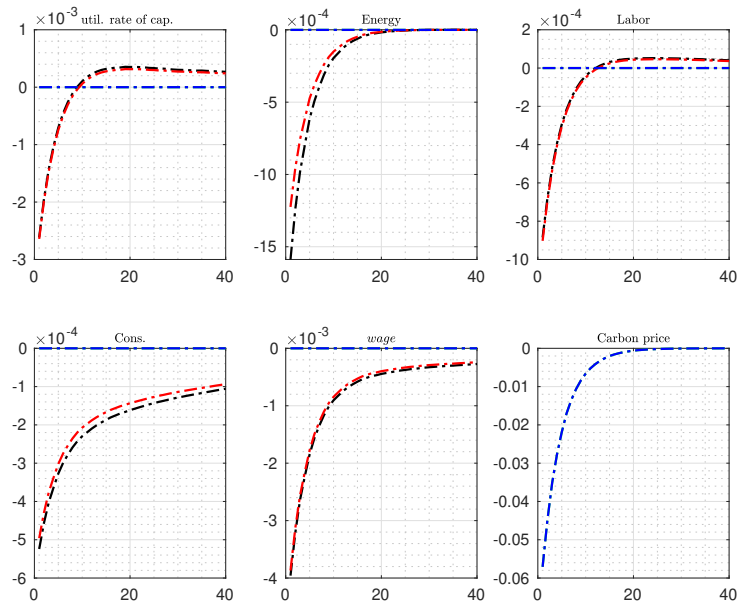 ×10⁻³ util. rate of cap.
1
0
-1
-2
-3
0 20 40
×10⁻⁴ Energy
0
-5
-10
-15
0 20 40
×10⁻⁴ Labor
2
0
-2
-4
-6
-8
-10
0 20 40
×10⁻⁴ Cons.
0
-1
-2
-3
-4
-5
-6
0 20 40
×10⁻³ wage
0
-1
-2
-3
-4
0 20 40
Carbon price
0
-0.01
-0.02
-0.03
-0.04
-0.05
-0.06
0 20 40